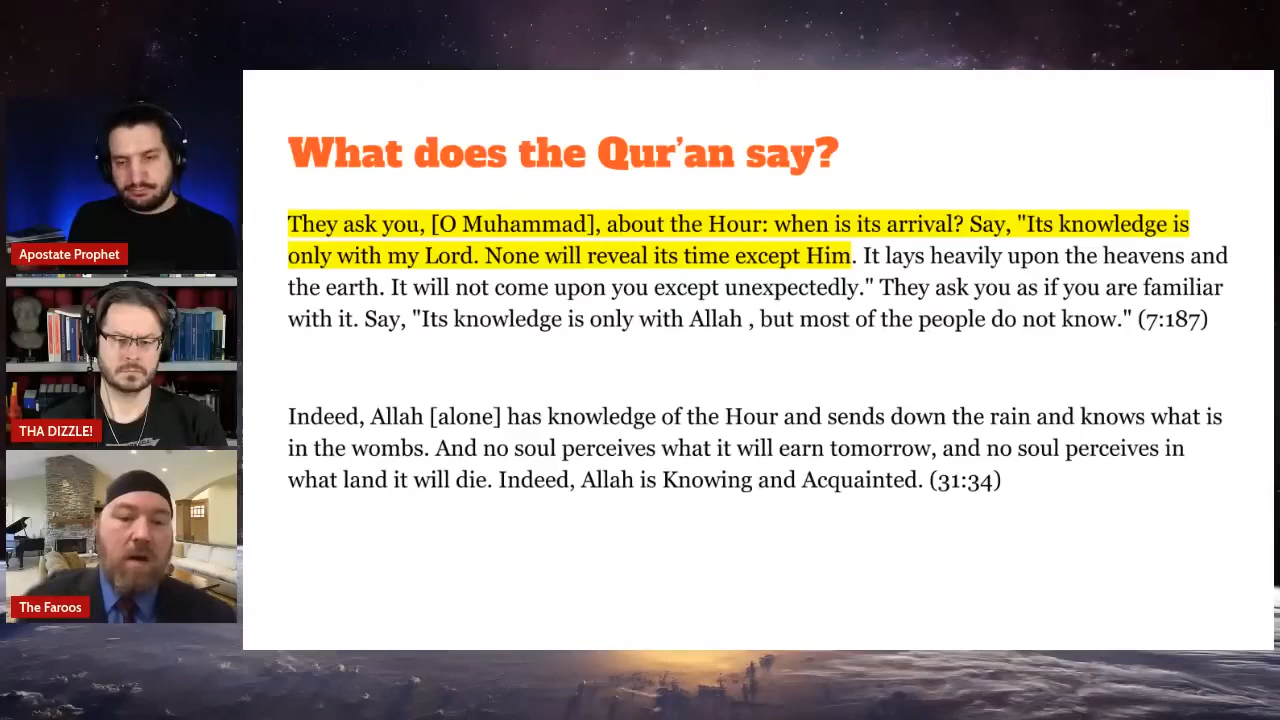 What does the Qur’an say?
They ask you, [O Muhammad], about the Hour: when is its arrival? Say, "Its knowledge is
only with my Lord. None will reveal its time except Him. It lays heavily upon the heavens and
the earth. It will not come upon you except unexpectedly." They ask you as if you are familiar
with it. Say, "Its knowledge is only with Allah , but most of the people do not know." (7:187)
Indeed, Allah [alone] has knowledge of the Hour and sends down the rain and knows what is
in the wombs. And no soul perceives what it will earn tomorrow, and no soul perceives in
what land it will die. Indeed, Allah is Knowing and Acquainted. (31:34)
Apostate Prophet
THA DIZZLE!
The Faroos